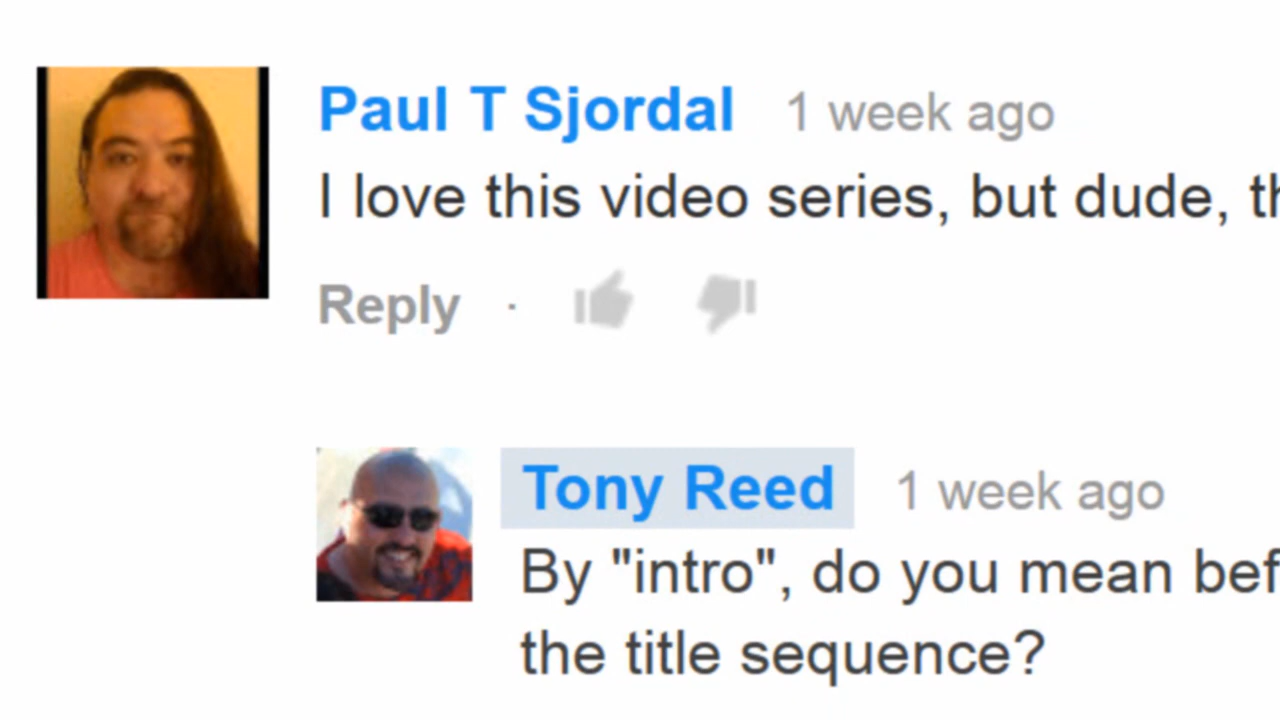 Paul T Sjordal 1 week ago
I love this video series, but dude,
Reply ·
Tony Reed 1 week ago
By "intro", do you mean
the title sequence?